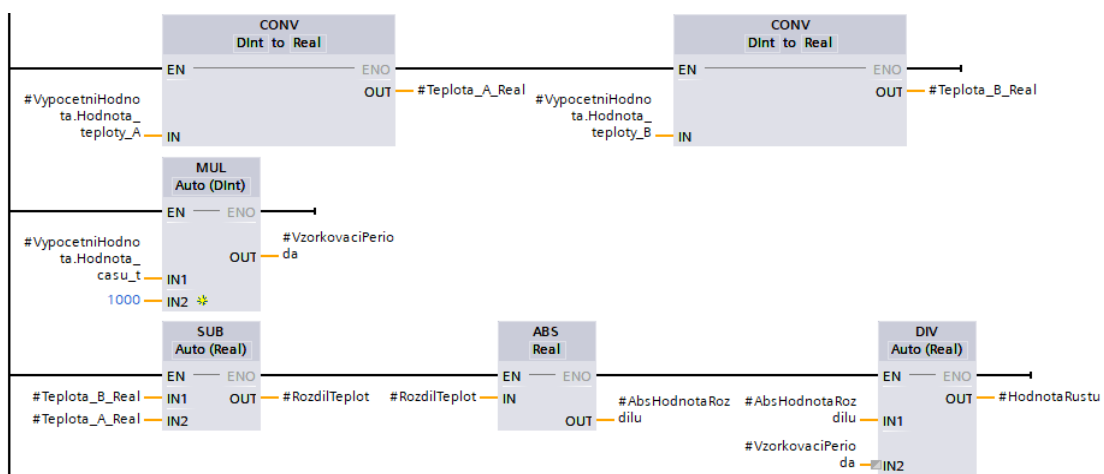 CONV
DInt to Real
EN
ENO
OUT
#Teplota_A_Real
#VypocetniHodno
ta.Hodnota_
teploty_A
IN
CONV
DInt to Real
EN
ENO
OUT
#Teplota_B_Real
#VypocetniHodno
ta.Hodnota_
teploty_B
IN
MUL
Auto (DInt)
EN
ENO
#VypocetniHodno
ta.Hodnota_
casu_t
IN1
1000
IN2
OUT
#VzorkovaciPerio
da
SUB
Auto (Real)
EN
ENO
#Teplota_B_Real
IN1
OUT
#RozdilTeplot
#Teplota_A_Real
IN2
ABS
Real
EN
ENO
#RozdilTeplot
IN
OUT
#AbsHodnotaRoz
dilu
DIV
Auto (Real)
EN
ENO
#AbsHodnotaRoz
dilu
IN1
OUT
#HodnotaRustu
#VzorkovaciPerio
da
IN2